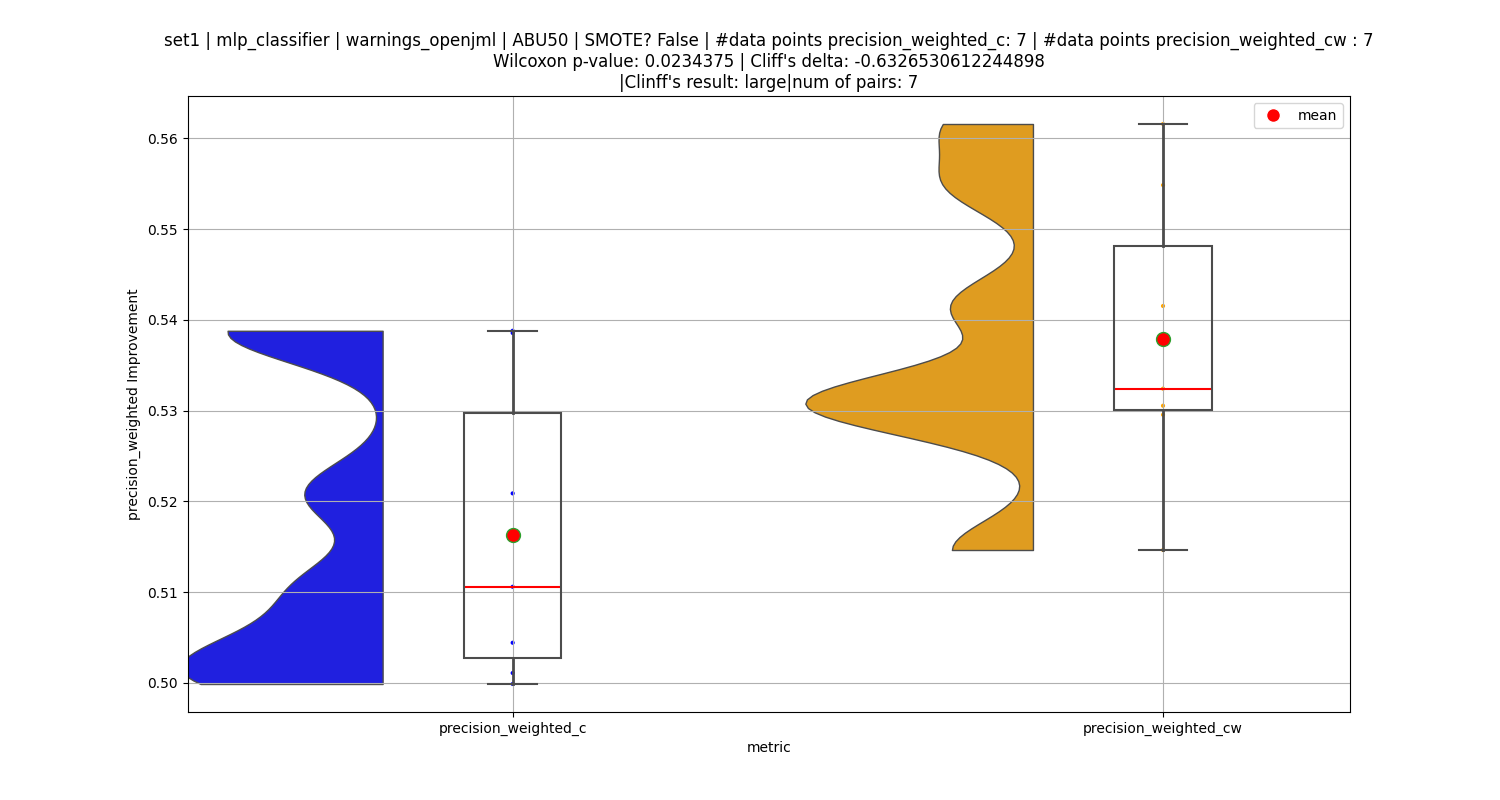 set1 | mlp_classifier | warnings_openjml | ABU50 | SMOTE? False | #data points precision_weighted_c: 7 | #data points precision_weighted_cw : 7
Wilcoxon p-value: 0.0234375 | Cliff's delta: -0.6326530612244898
|Clinff's result: large|num of pairs: 7
mean
0.56
0.55
0.54
0.53
0.52
0.51
0.50
precision_weighted Improvement
precision_weighted_c
precision_weighted_cw
metric